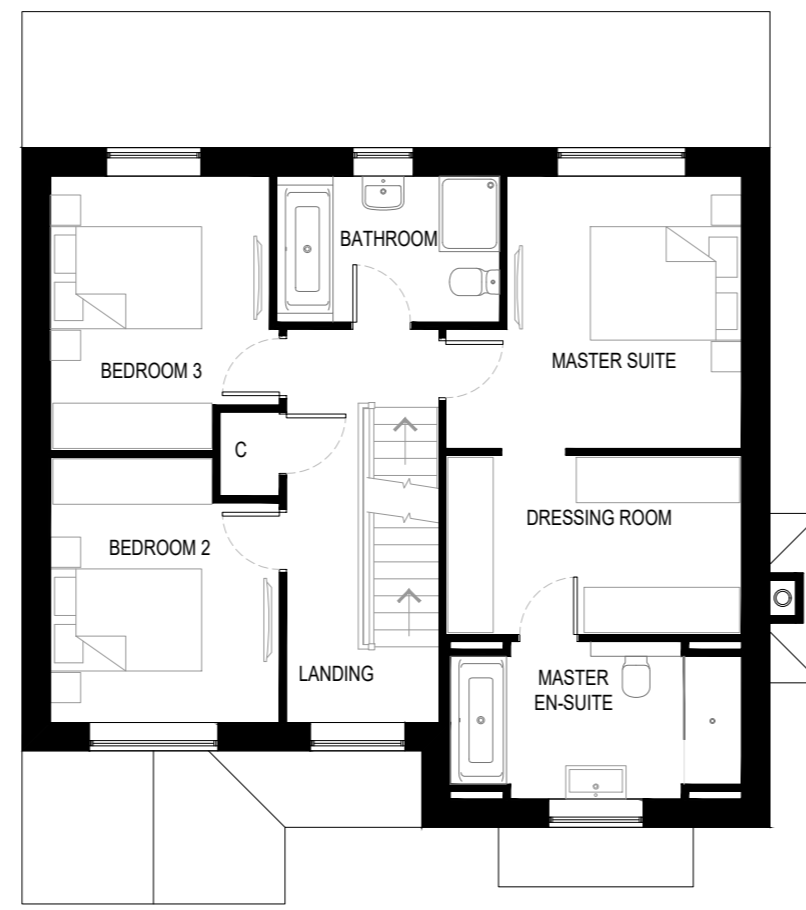 BATHROOM
BEDROOM 3
MASTER SUITE
C
DRESSING ROOM
BEDROOM 2
LANDING
MASTER
EN-SUITE